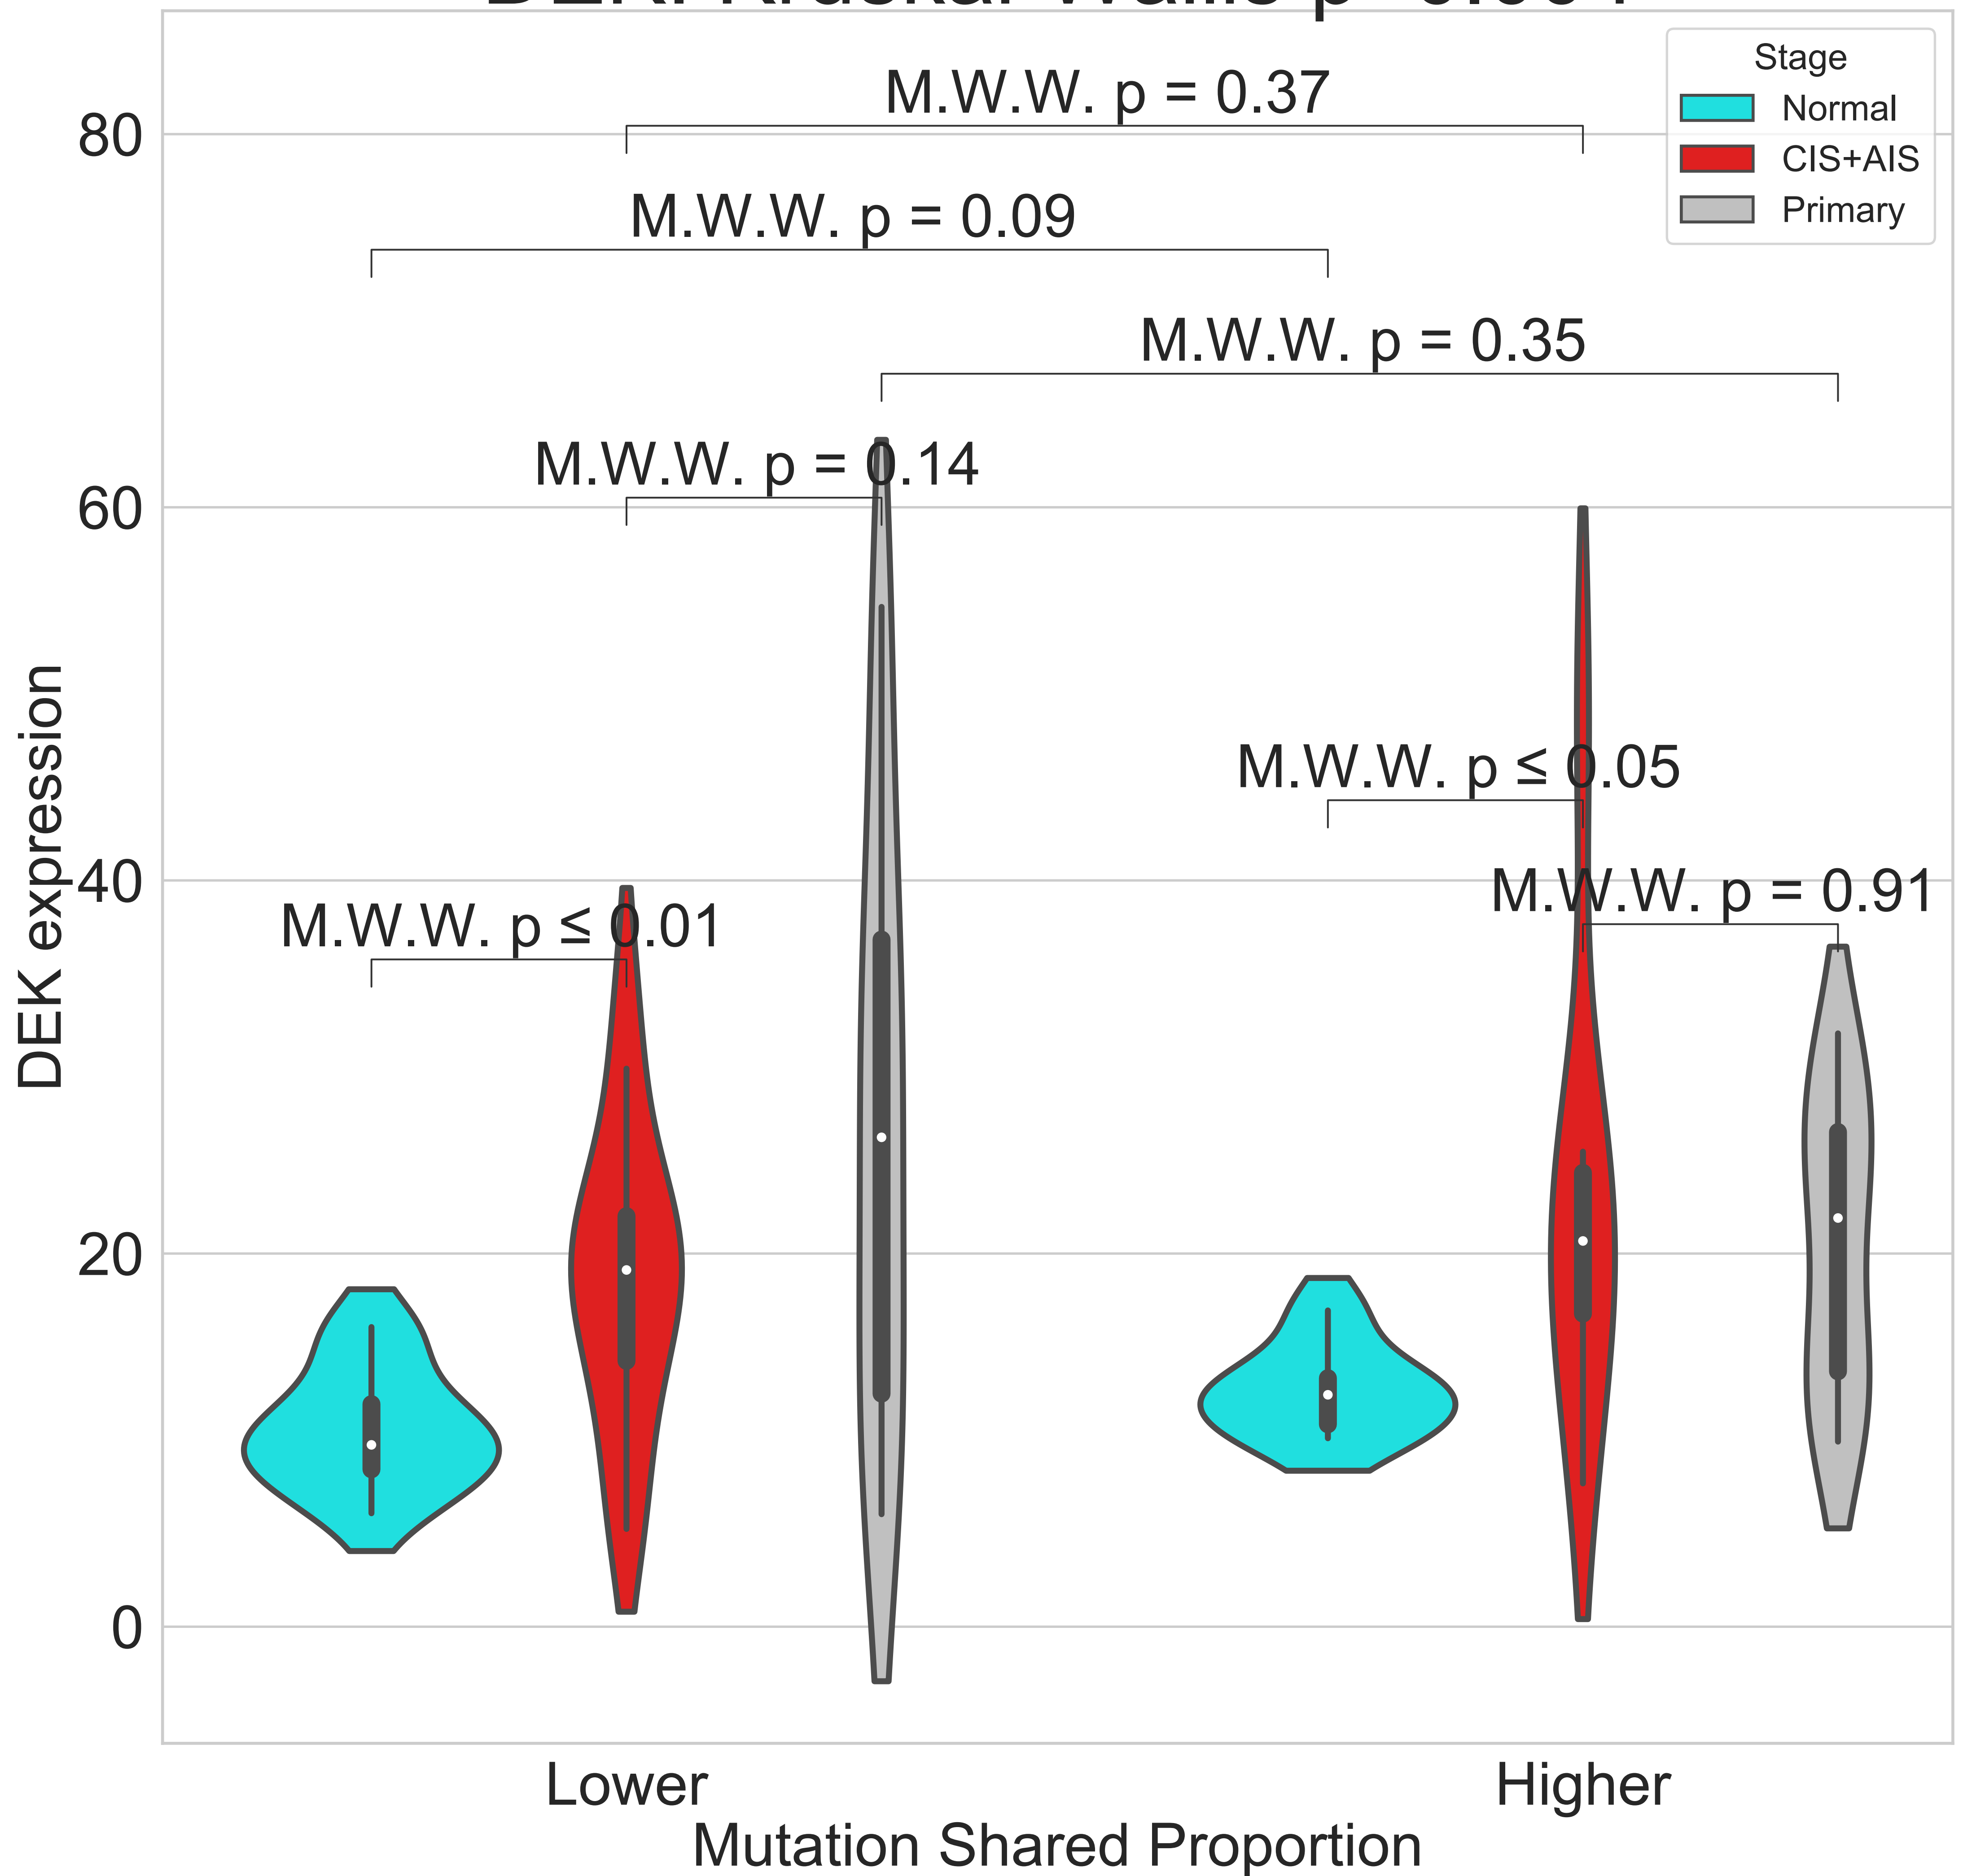 Stage
Normal
CIS+AIS
Primary
M.W.W. p = 0.37
M.W.W. p = 0.09
M.W.W. p = 0.35
M.W.W. p = 0.14
M.W.W. p ≤ 0.05
M.W.W. p = 0.91
M.W.W. p ≤ 0.01
80
60
40
20
0
DEK expression
Lower
Higher
Mutation Shared Proportion